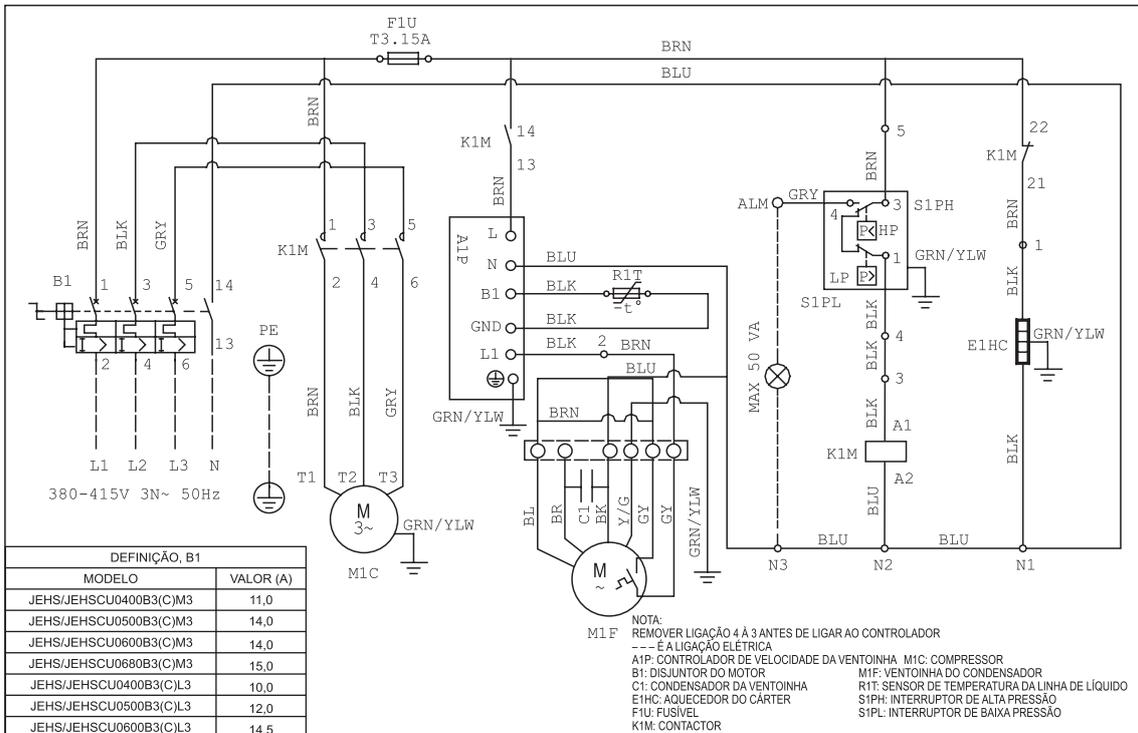 F1U
T3.15A
BRN
BLU
BRN
14
K1M
13
BRN
5
BRN
22
K1M
21
BRN
1
BLK
BRN
BLK
GRY
B1
1
3
5
14
2
4
6
13
PE
L1
L2
L3
N
380-415V 3N~ 50Hz
K1M
1
3
5
2
4
6
BRN
BLK
GRY
T1
T2
T3
M
3~
GRN/YLW
M1C
A1P
L
N
B1
GND
L1
GRN/YLW
BLU
BLK
R1T
-t°
BLK
BLK
2
BRN
BLU
BRN
BL
BR
C1
BK
Y/G
GY
GY
GRN/YLW
M
~
M1F
ALM
GRY
4
3
S1PH
P<
HP
1
LP
P>
S1PL
GRN/YLW
MAX 50 VA
BLK
4
BLK
3
BLK
A1
K1M
A2
BLU
E1HC
GRN/YLW
BLK
BLU
BLU
N3
N2
N1
DEFINIÇÃO, B1
MODELO VALOR (A)
JEHS/JEHSCU0400B3(C)M3 11,0
JEHS/JEHSCU0500B3(C)M3 14,0
JEHS/JEHSCU0600B3(C)M3 14,0
JEHS/JEHSCU0680B3(C)M3 15,0
JEHS/JEHSCU0400B3(C)L3 10,0
JEHS/JEHSCU0500B3(C)L3 12,0
JEHS/JEHSCU0600B3(C)L3 14,5
NOTA:
REMOVER LIGAÇÃO 4 À 3 ANTES DE LIGAR AO CONTROLADOR
--- É A LIGAÇÃO ELÉTRICA
A1P: CONTROLADOR DE VELOCIDADE DA VENTOINHA M1C: COMPRESSOR
B1: DISJUNTOR DO MOTOR M1F: VENTOINHA DO CONDENSADOR
C1: CONDENSADOR DA VENTOINHA R1T: SENSOR DE TEMPERATURA DA LINHA DE LÍQUIDO
E1HC: AQUECEDOR DO CÁRTER S1PH: INTERRUPTOR DE ALTA PRESSÃO
F1U: FUSÍVEL S1PL: INTERRUPTOR DE BAIXA PRESSÃO
K1M: CONTACTOR